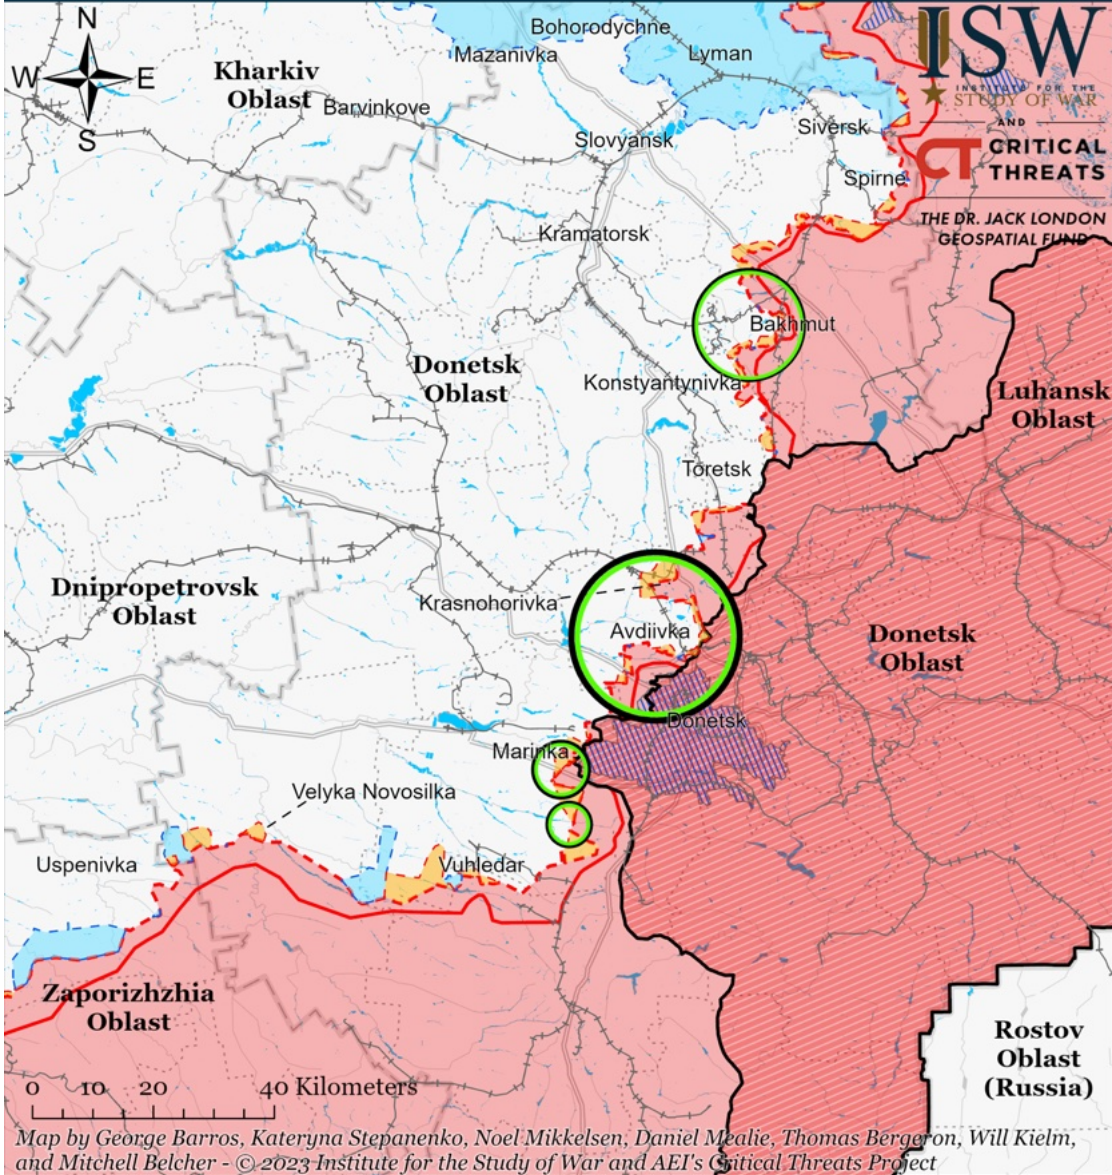 N
W E
S
ISW
INSTITUTE FOR THE
STUDY OF WAR
AND
CT CRITICAL
THREATS
THE DR. JACK LONDON
GEOSPATIAL FUND
Bohorodychne
Mazanivka
Lyman
Kharkiv
Oblast
Barvinkove
Slovyansk
Siversk
Spirne
Kramatorsk
Bakhmut
Donetsk
Oblast
Konstyantynivka
Luhansk
Oblast
Toretsk
Dnipropetrovsk
Oblast
Krasnohorivka
Avdiivka
Donetsk
Oblast
Donetsk
Marinka
Velyka Novosilka
Uspenivka
Vuhledar
Zaporizhzhia
Oblast
Rostov
Oblast
(Russia)
0 10 20 40 Kilometers
Map by George Barros, Kateryna Stepanenko, Noel Mikkelsen, Daniel Mealie, Thomas Bergeron, Will Kielm,
and Mitchell Belcher - © 2023 Institute for the Study of War and AEI's Critical Threats Project